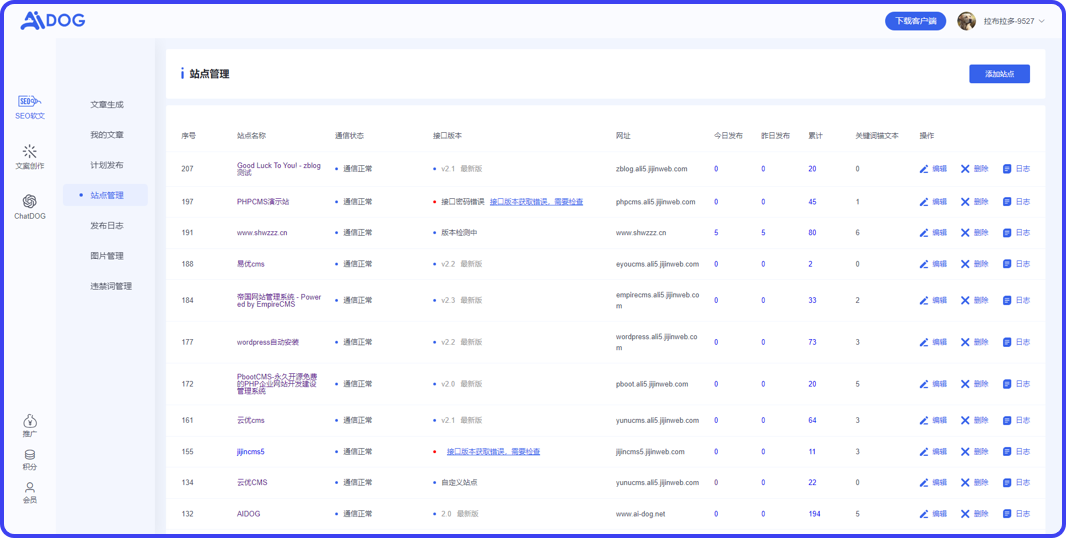 AiDOG
下载客户端
拉布拉多-9527
SEO
SEO软文
文案创作
ChatDOG
推广
积分
会员
文章生成
我的文章
计划发布
站点管理
发布日志
图片管理
违禁词管理
站点管理
添加站点
序号 站点名称 通信状态 接口版本 网址 今日发布 昨日发布 累计 关键词锚文本 操作
207 Good Luck To You! - zblog 通信正常 v2.1 最新版 zblog.ali5.jijinweb.com 0 0 20 0 编辑 删除 日志
测试
197 PHPCMS演示站 通信正常 接口密码错误 接口版本获取错误，需要检查 phpcms.ali5.jijinweb.com 0 0 45 1 编辑 删除 日志
191 www.shwzzz.cn 通信正常 版本检测中 www.shwzzz.cn 5 5 80 6 编辑 删除 日志
188 易优cms 通信正常 v2.2 最新版 eyoucms.ali5.jijinweb.com 0 0 2 0 编辑 删除 日志
184 帝国网站管理系统 - Power 通信正常 v2.3 最新版 empirecms.ali5.jijinweb.co 0 0 33 2 编辑 删除 日志
ed by EmpireCMS m
177 wordpress自动安装 通信正常 v2.2 最新版 wordpress.ali5.jijinweb.co 0 0 73 3 编辑 删除 日志
m
PbootCMS-永久开源免费
172 的PHP企业网站开发建设 通信正常 v2.0 最新版 pboot.ali5.jijinweb.com 0 0 20 5 编辑 删除 日志
管理系统
161 云优cms 通信正常 v2.1 最新版 yunucms.ali5.jijinweb.com 0 0 64 3 编辑 删除 日志
155 jijincms5 通信正常 接口版本获取错误，需要检查 jijincms5.jijinweb.com 0 0 11 3 编辑 删除 日志
134 云优CMS 通信正常 自定义站点 yunucms.ali5.jijinweb.com 0 0 22 0 编辑 删除 日志
132 AIDOG 通信正常 2.0 最新版 www.ai-dog.net 0 0 194 5 编辑 删除 日志